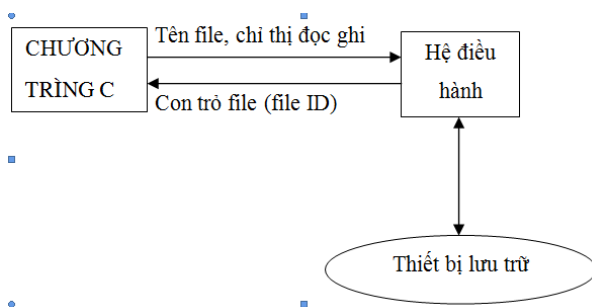 CHƯƠNG
TRÌNG C
Tên file, chỉ thị đọc ghi
Con trỏ file (file ID)
Hệ điều
hành
Thiết bị lưu trữ